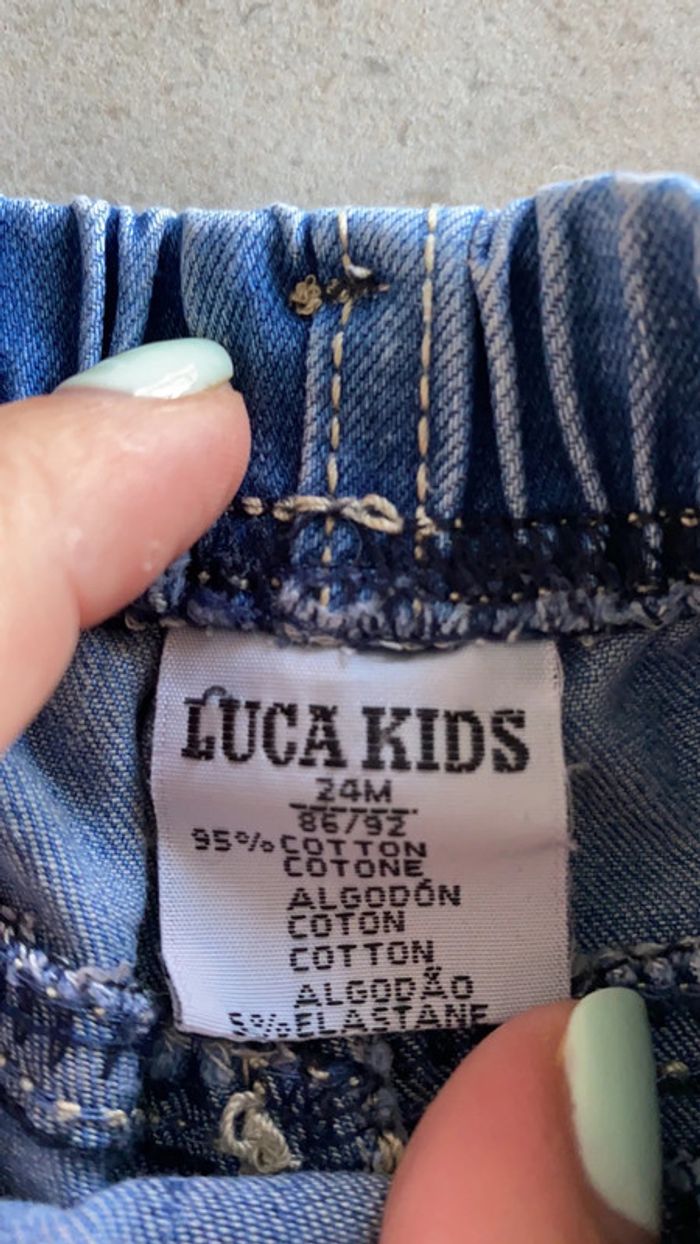 LUCA KIDS
24M
86/92
95% COTTON
COTONE
ALGODÓN
COTON
COTTON
ALGODÃO
5% ELASTANE